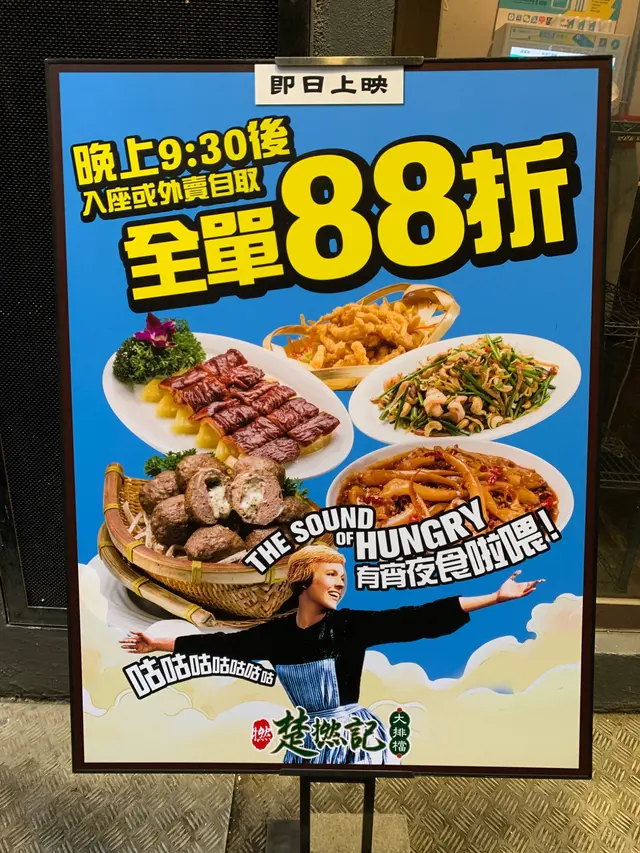 即日上映
晚上9:30後
入座或外賣自取
全單88折
THE SOUND
OF HUNGRY
有宵夜食啦喂!
咕咕咕咕咕咕咕
撚 楚撚記 大排檔